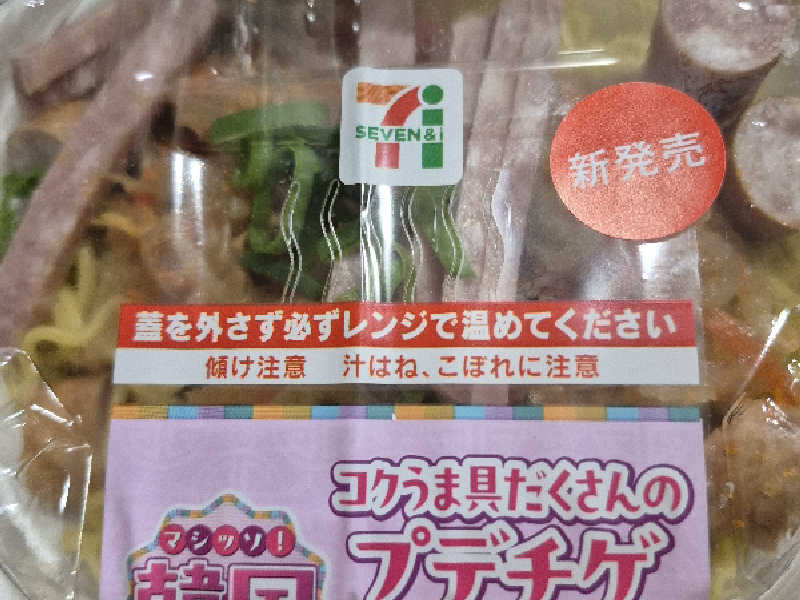 SEVEN&i
新発売
蓋を外さず必ずレンジで温めてください
傾け注意 汁はね、こぼれに注意
コクうま具だくさんの
マシッソ!
プデチゲ
韓国